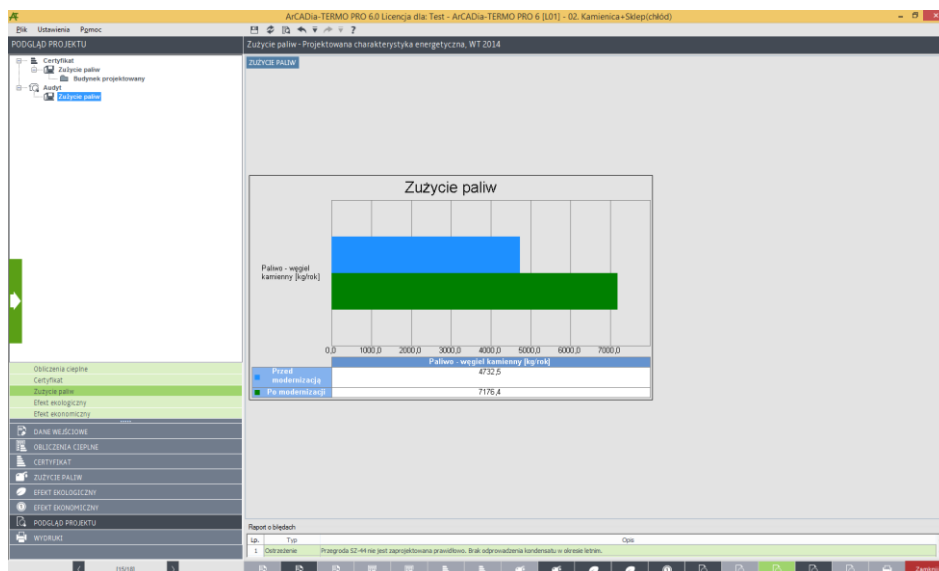 ArCADia-TERMO PRO 6.0 Licencja dla: Test - ArCADia-TERMO PRO 6 [L01] - 02. Kamienica+Sklep(chłód)
Plik Ustawienia Pomoc
PODGLĄD PROJEKTU
Zużycie paliw - Projektowana charakterystyka energetyczna, WT 2014
Certyfikat
Zużycie paliw
Budynek projektowany
Audyt
Zużycie paliw
ZUŻYCIE PALIW
Zużycie paliw
Paliwo - węgiel
kamienny [kg/rok]
0,0 1000,0 2000,0 3000,0 4000,0 5000,0 6000,0 7000,0
Paliwo - węgiel kamienny [kg/rok]
Przed
modernizacją
4732,5
Po modernizacji
7176,4
Obliczenia cieplne
Certyfikat
Zużycie paliw
Efekt ekologiczny
Efekt ekonomiczny
DANE WEJŚCIOWE
OBLICZENIA CIEPLNE
CERTYFIKAT
ZUŻYCIE PALIW
EFEKT EKOLOGICZNY
EFEKT EKONOMICZNY
PODGLĄD PROJEKTU
WYDRUKI
Raport o błędach
Lp. Typ Opis
1 Ostrzeżenie Przegroda SZ-44 nie jest zaprojektowana prawidłowo. Brak odprowadzenia kondensatu w okresie letnim.
Zamknij